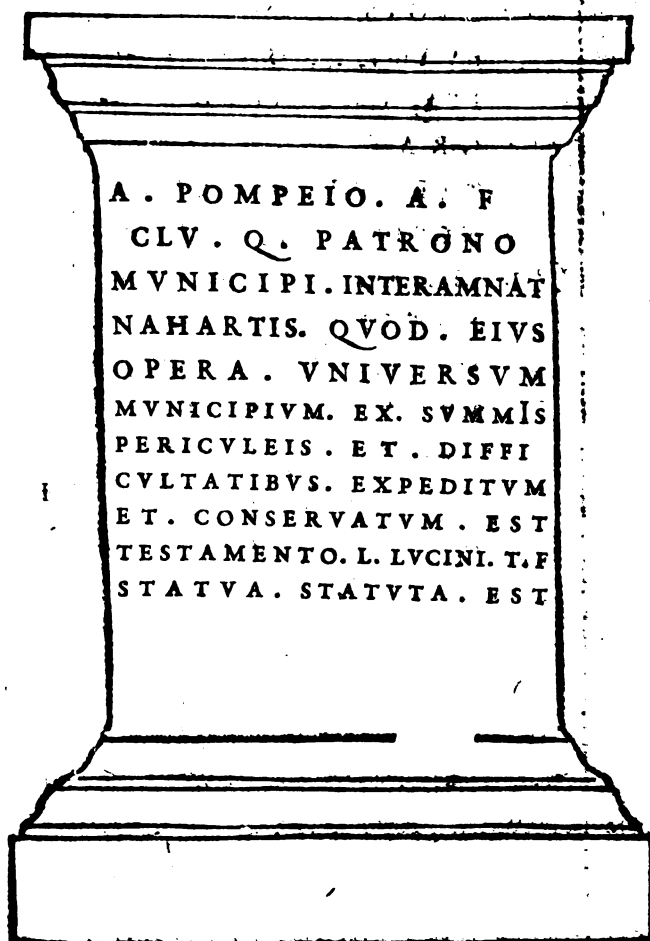 A . POMPEIO . A . F
CLV . Q . PATRONO
MVNICIPI . INTERAMNAT
NAHARTIS . QVOD . EIVS
OPERA . VNIVERSVM
MVNICIPIVM . EX . SVMMIS
PERICVLEIS . ET . DIFFI
CVLTATIBVS . EXPEDITVM
ET . CONSERVATVM . EST
TESTAMENTO . L . LVCINI . T . F
STATVA . STATVTA . EST